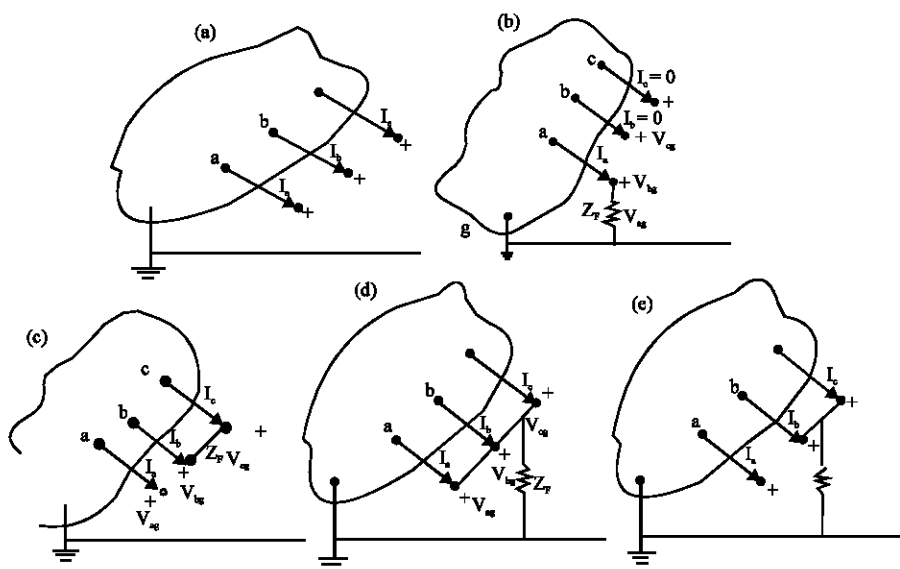 (a)
I
b
I_b
+
a
I_a
+
+
(b)
c
I_c = 0
b
+
I_b = 0
a
+ V_cg
I_a
+ V_bg
Z_F
V_ag
g
(c)
c
I_c
b
+
a
I_b
Z_F V_cg
I_a
+
V_bg
+
V_ag
(d)
I_c
+
b
I_b
V_cg
a
+
I_a
V_bg
Z_F
+ V_ag
(e)
I_c
b
+
I_b
a
+
I_a
+